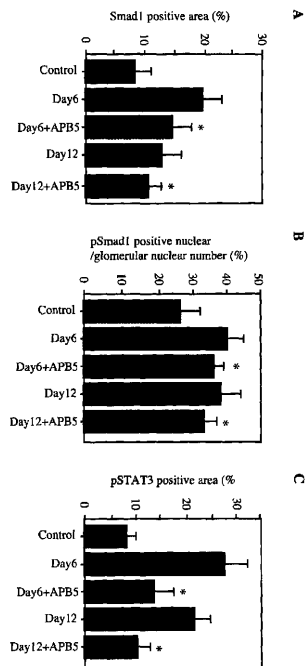 A
Smad1 positive area (%)
0 10 20 30
Control
Day6
Day6+APB5 *
Day12
Day12+APB5 *
B
pSmad1 positive nuclear
/glomerular nuclear number (%)
0 10 20 30 40 50
Control
Day6
Day6+APB5 *
Day12
Day12+APB5 *
C
pSTAT3 positive area (%
0 10 20 30
Control
Day6
Day6+APB5 *
Day12
Day12+APB5 *